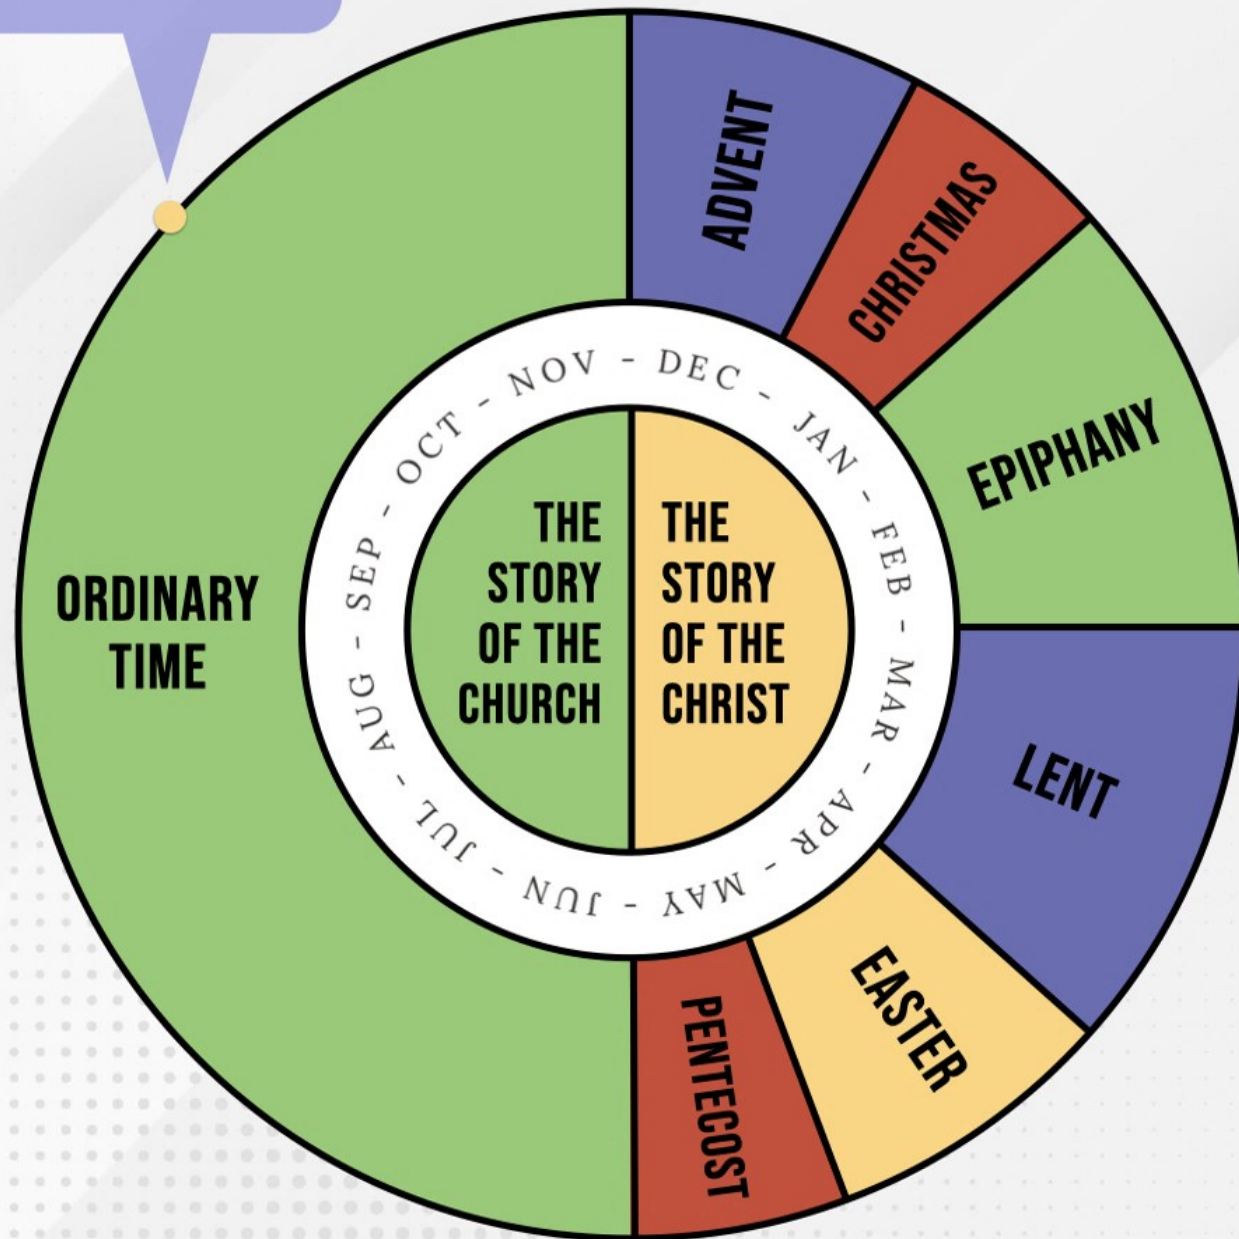 ADVENT
CHRISTMAS
EPIPHANY
LENT
EASTER
PENTECOST
ORDINARY
TIME
DEC - JAN - FEB - MAR - APR - MAY - JUN - JUL - AUG - SEP - OCT - NOV -
THE
STORY
OF THE
CHURCH
THE
STORY
OF THE
CHRIST